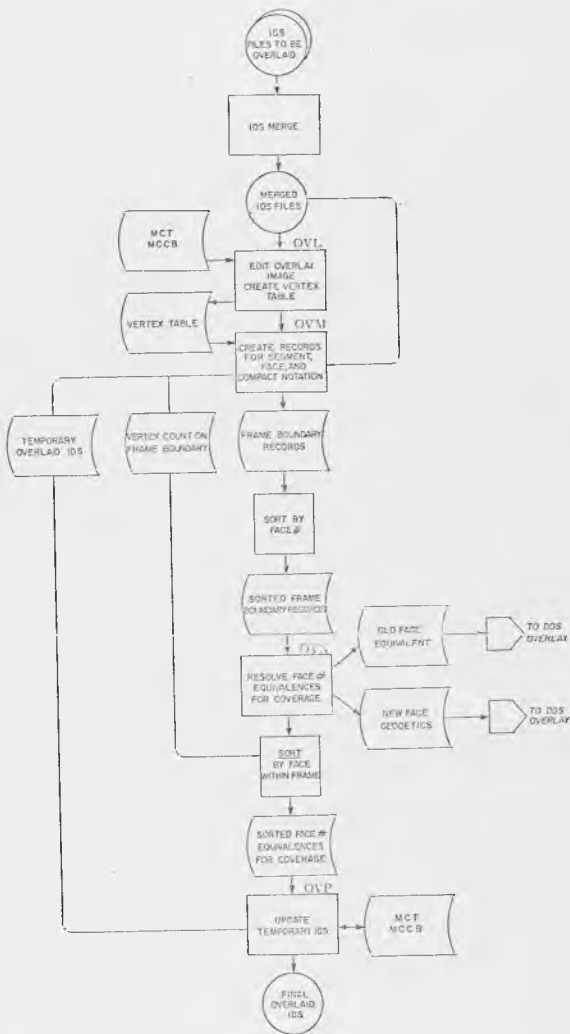 IDS
FILES TO BE
OVERLAID
IDS MERGE
MERGED
IDS FILES
MCT
MCCB
OVL
EDIT OVERLAY
IMAGE
CREATE VERTEX
TABLE
VERTEX TABLE
OVM
CREATE RECORDS
FOR SEGMENT,
FACE, AND
COMPACT NOTATION
TEMPORARY
OVERLAID IDS
VERTEX COUNT ON
FRAME BOUNDARY
FRAME BOUNDARY
RECORDS
SORT BY
FACE #
SORTED FRAME
BOUNDARY RECORDS
OLD FACE
EQUIVALENT
TO DDS
OVERLAY
RESOLVE FACE #
EQUIVALENCES
FOR COVERAGE
NEW FACE
GEODETICS
TO DDS
OVERLAY
SORT
BY FACE
WITHIN FRAME
SORTED FACE #
EQUIVALENCES
FOR COVERAGE
OVP
UPDATE
TEMPORARY IDS
MCT
MCCB
FINAL
OVERLAID
IDS